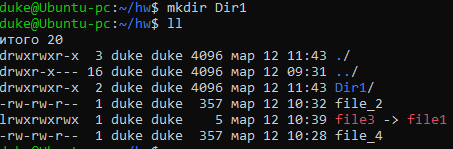 duke@Ubuntu-pc:~/hw$ mkdir Dir1
duke@Ubuntu-pc:~/hw$ ll
итого 20
drwxrwxr-x  3 duke duke 4096 мар 12 11:43 ./
drwxr-x--- 16 duke duke 4096 мар 12 09:31 ../
drwxrwxr-x  2 duke duke 4096 мар 12 11:43 Dir1/
-rw-rw-r--  1 duke duke  357 мар 12 10:32 file_2
lrwxrwxrwx  1 duke duke    5 мар 12 10:39 file3 -> file1
-rw-rw-r--  1 duke duke  357 мар 12 10:28 file_4